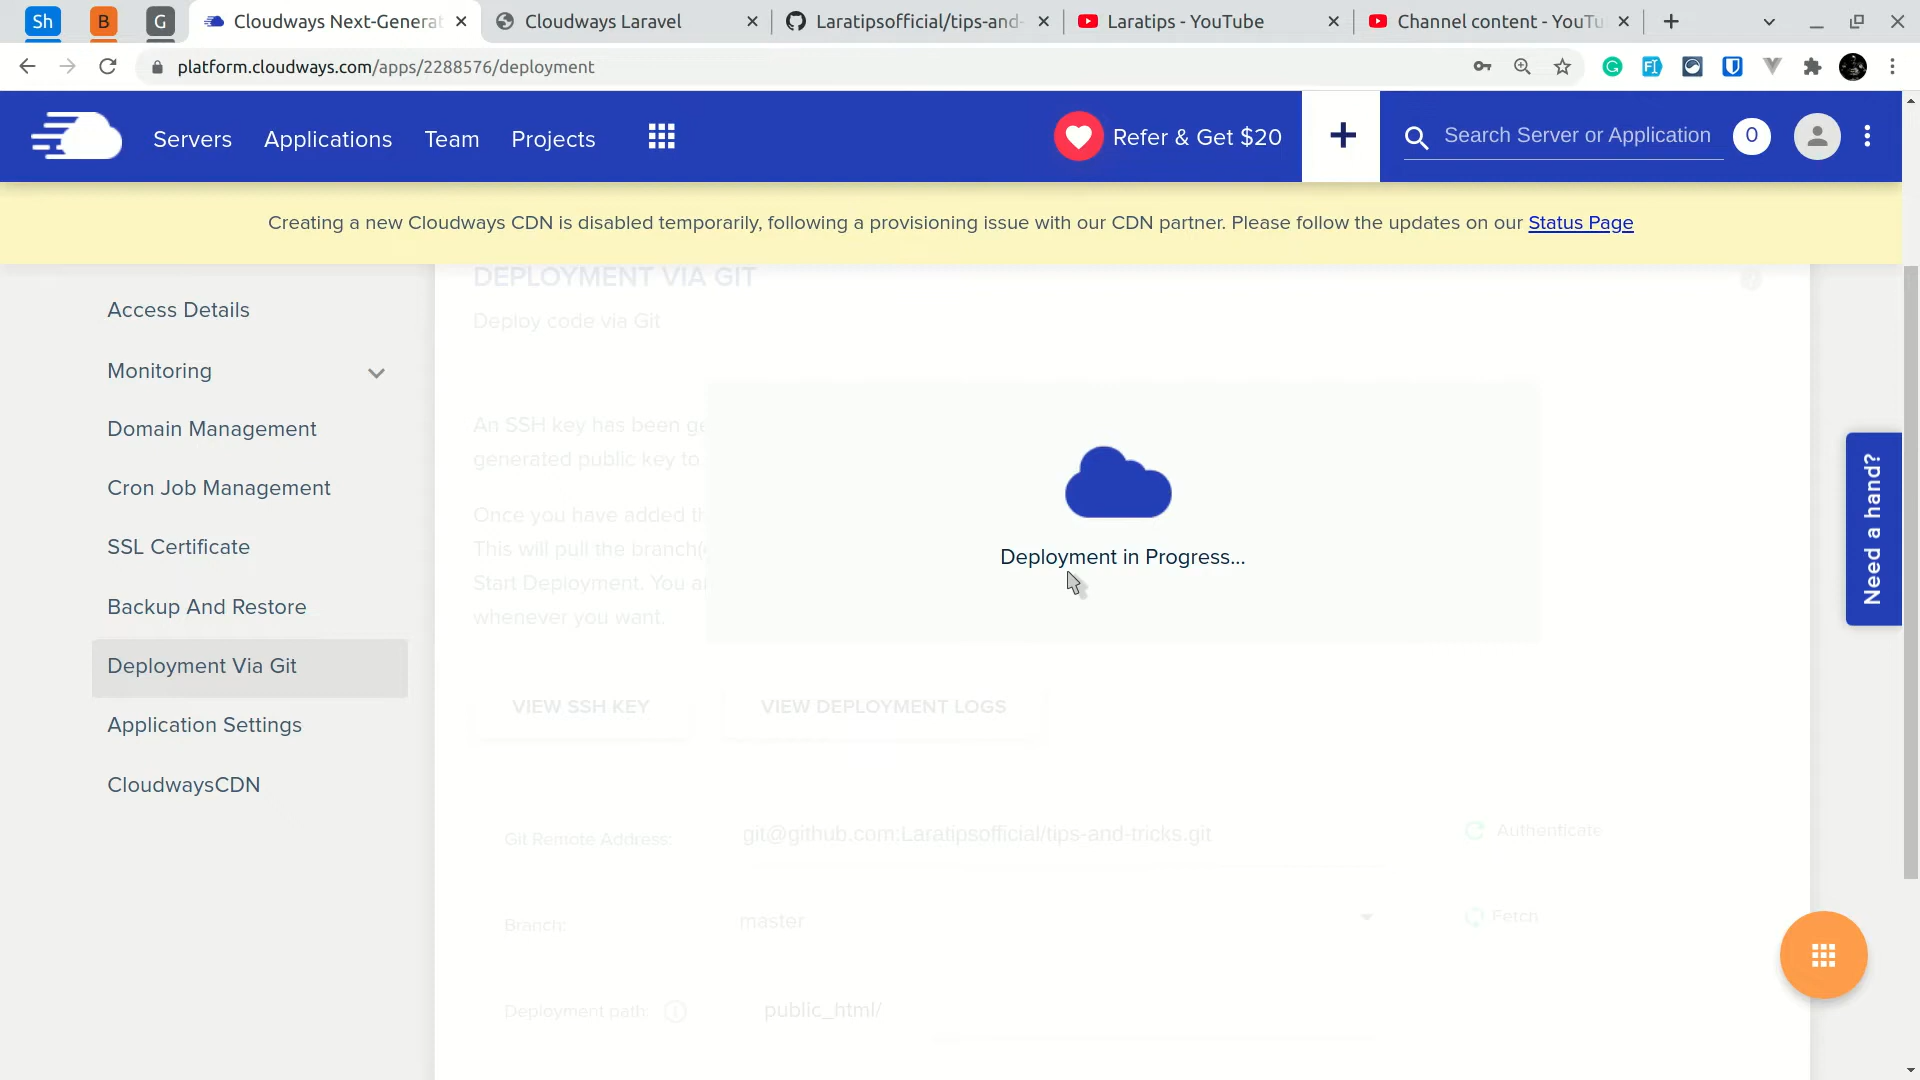 Sh
B
G
Cloudways Next-Generat
Cloudways Laravel
Laratipsofficial/tips-and-
Laratips - YouTube
Channel content - YouTu
platform.cloudways.com/apps/2288576/deployment
Servers
Applications
Team
Projects
Refer & Get $20
Search Server or Application
0
Creating a new Cloudways CDN is disabled temporarily, following a provisioning issue with our CDN partner. Please follow the updates on our Status Page
Access Details
Monitoring
Domain Management
Cron Job Management
SSL Certificate
Backup And Restore
Deployment Via Git
Application Settings
CloudwaysCDN
DEPLOYMENT VIA GIT
Deploy code via Git
An SSH key has been ge
generated public key to
Once you have added th
This will pull the branch(
Start Deployment. You a
whenever you want.
Deployment in Progress...
VIEW SSH KEY
VIEW DEPLOYMENT LOGS
Git Remote Address:
git@github.com:Laratipsofficial/tips-and-tricks.git
Authenticate
Branch:
master
Fetch
Deployment path:
public_html/
Need a hand?